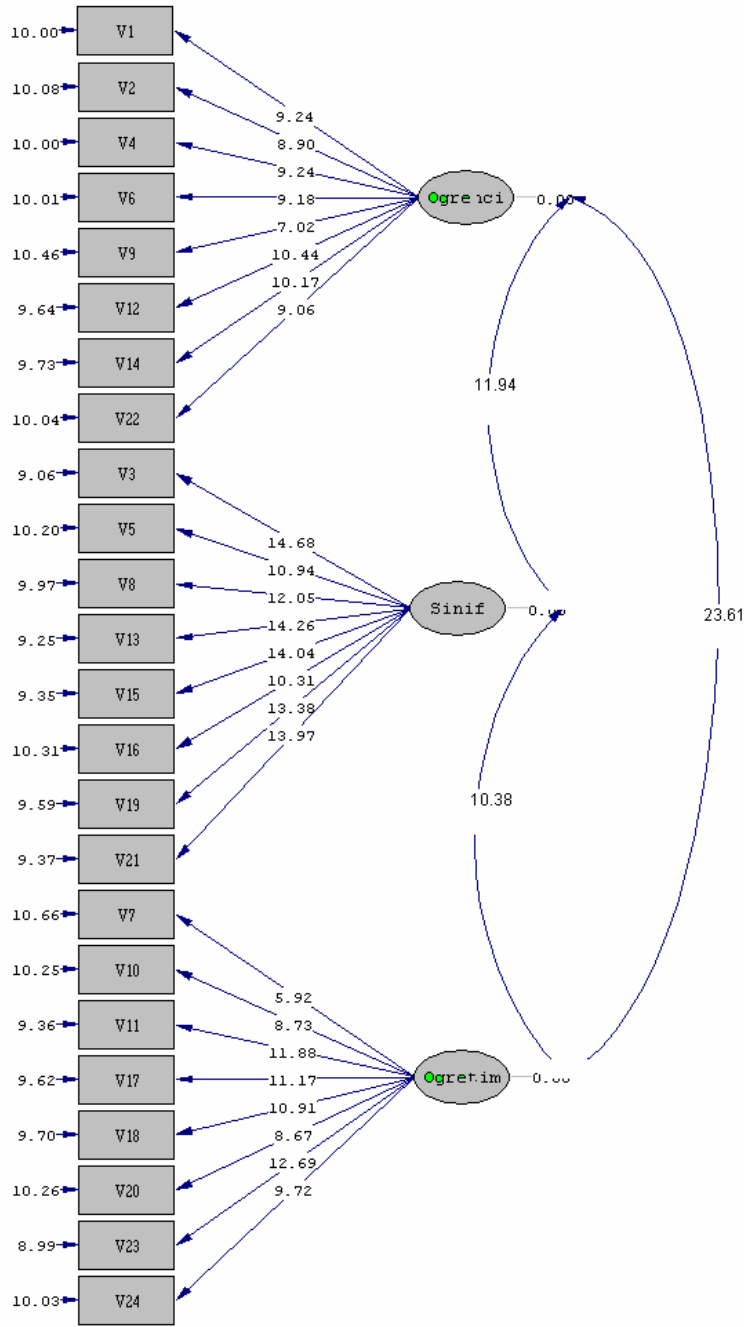 10.00 V1
10.08 V2
10.00 V4
10.01 V6
10.46 V9
9.64 V12
9.73 V14
10.04 V22
9.24
8.90
9.24
9.18
7.02
10.44
10.17
9.06
Ogrenci 0.00
9.06 V3
10.20 V5
9.97 V8
9.25 V13
9.35 V15
10.31 V16
9.59 V19
9.37 V21
14.68
10.94
12.05
14.26
14.04
10.31
13.38
13.97
Sinif 0.00
10.66 V7
10.25 V10
9.36 V11
9.62 V17
9.70 V18
10.26 V20
8.99 V23
10.03 V24
5.92
8.73
11.88
11.17
10.91
8.67
12.69
9.72
Ogretim 0.00
11.94
23.61
10.38